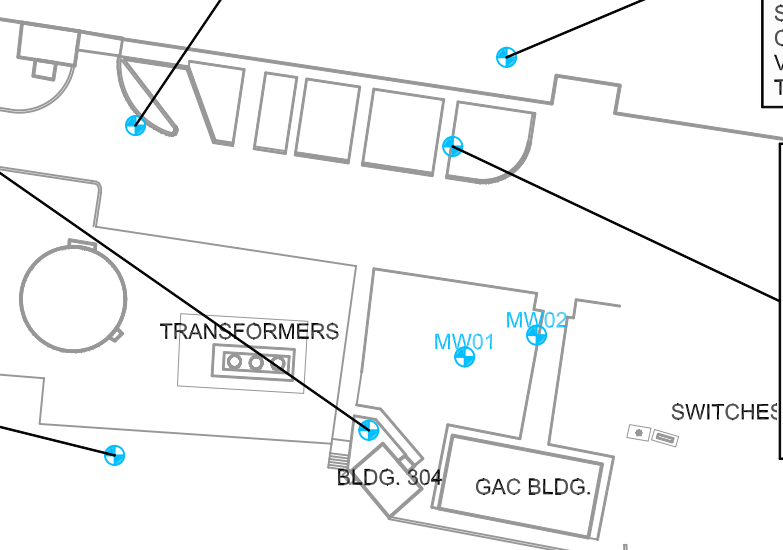 S
C
V
T
MW02
TRANSFORMERS
MW01
SWITCHES
BLDG. 304
GAC BLDG.